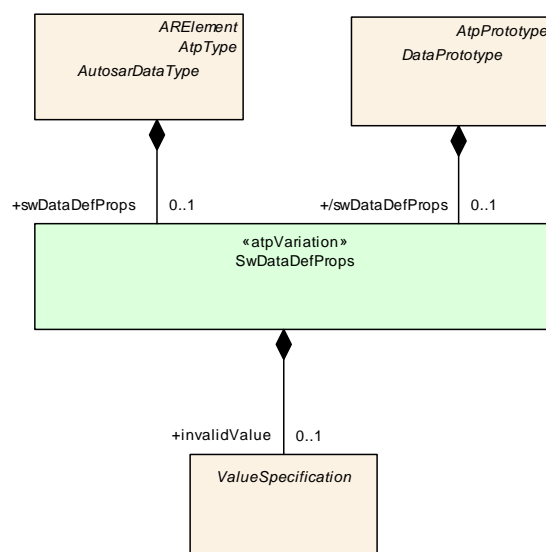 ARElement
AtpType
AutosarDataType
AtpPrototype
DataPrototype
+swDataDefProps 0..1
+/swDataDefProps 0..1
«atpVariation»
SwDataDefProps
+invalidValue 0..1
ValueSpecification